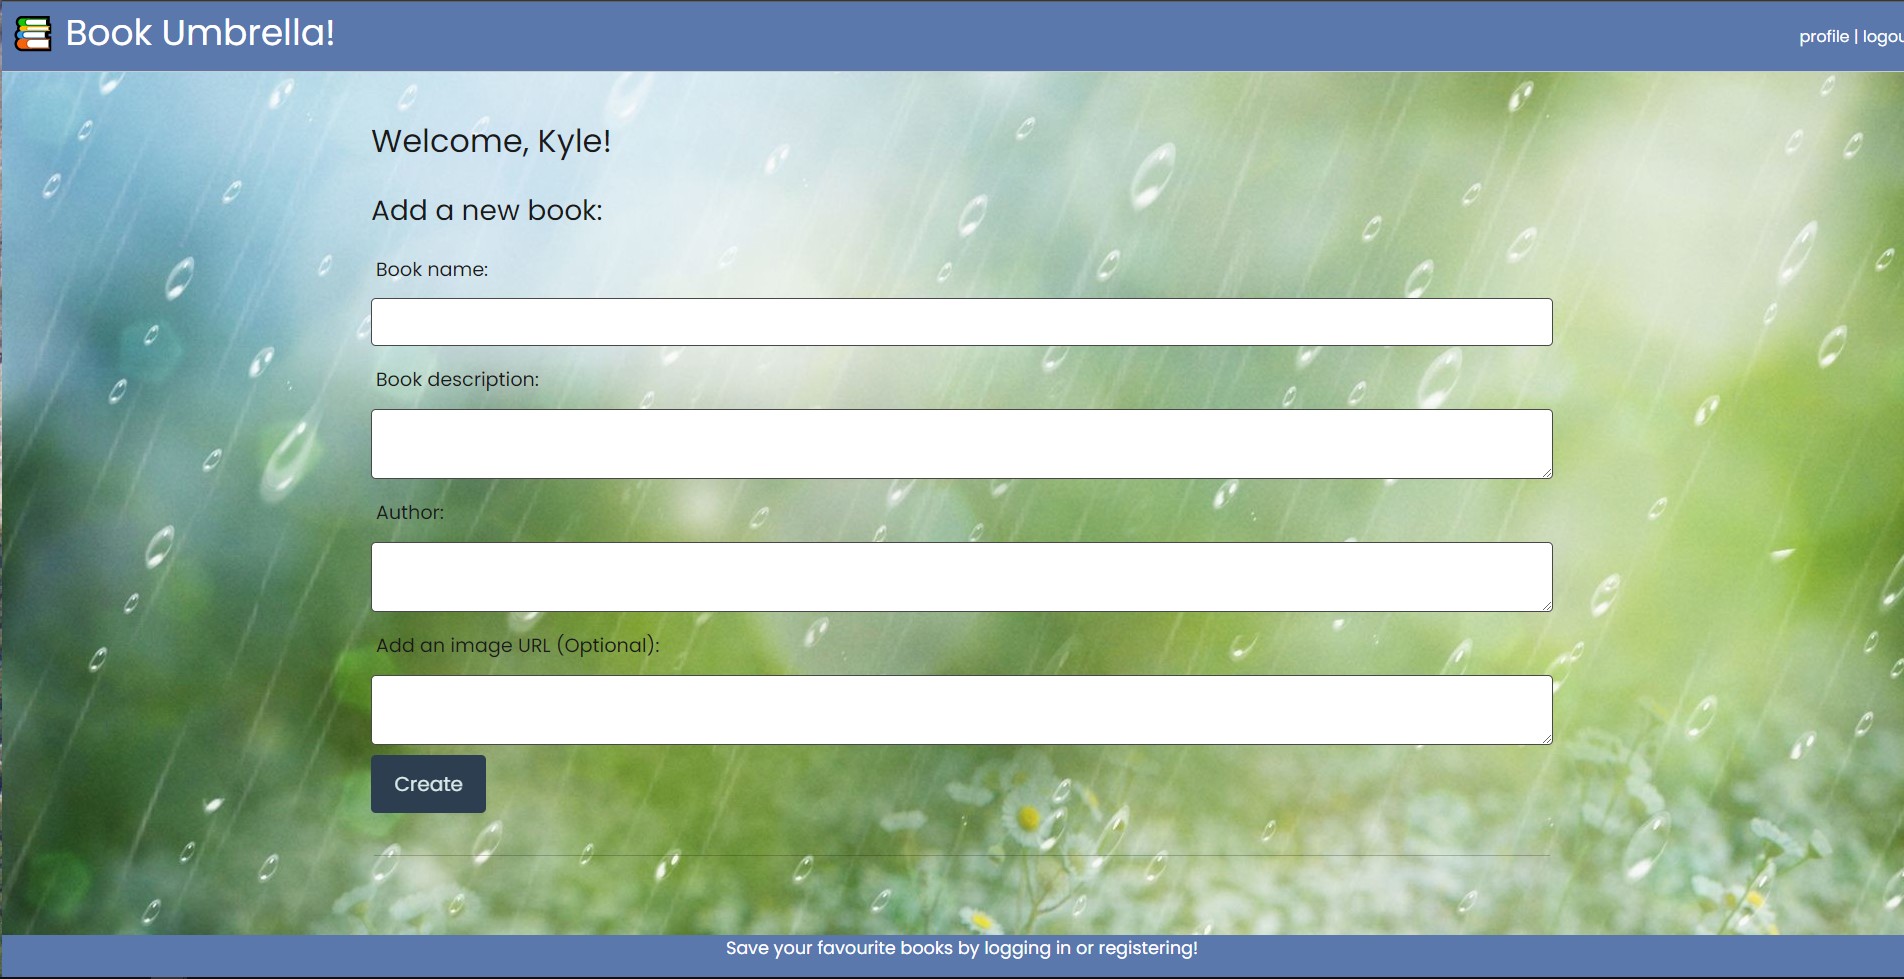 Book Umbrella!
profile | logou
Welcome, Kyle!
Add a new book:
Book name:
Book description:
Author:
Add an image URL (Optional):
Create
Save your favourite books by logging in or registering!